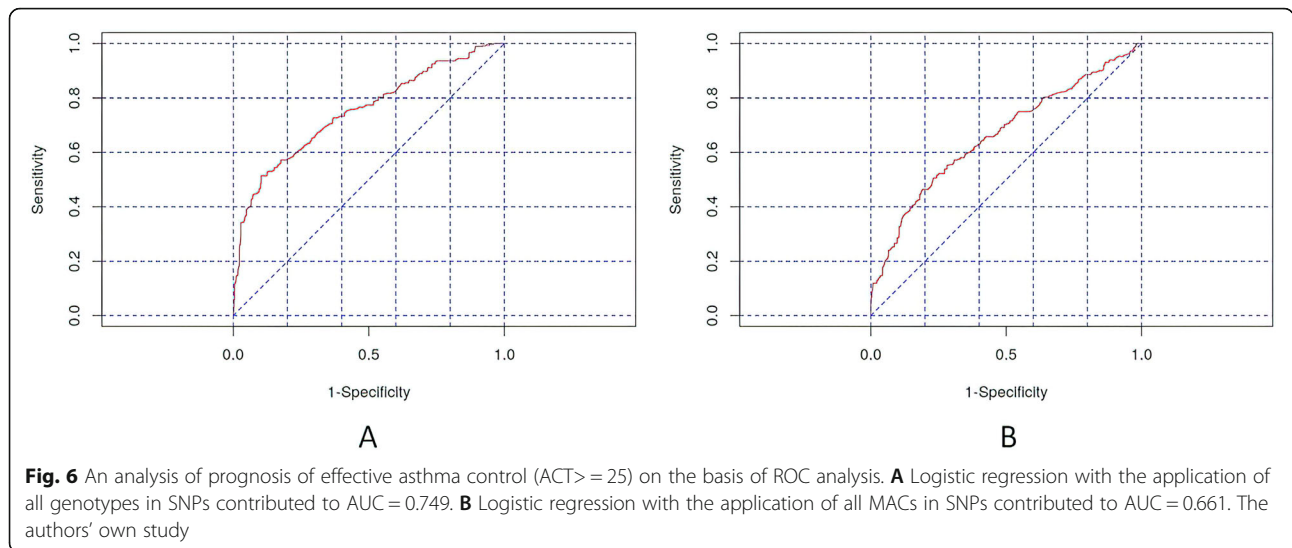 1.0
0.8
0.6
0.4
0.2
0.0
Sensitivity
0.0 0.5 1.0
1-Specificity
A
1.0
0.8
0.6
0.4
0.2
0.0
Sensitivity
0.0 0.5 1.0
1-Specificity
B
Fig. 6 An analysis of prognosis of effective asthma control (ACT> = 25) on the basis of ROC analysis. A Logistic regression with the application of
all genotypes in SNPs contributed to AUC = 0.749. B Logistic regression with the application of all MACs in SNPs contributed to AUC = 0.661. The
authors' own study